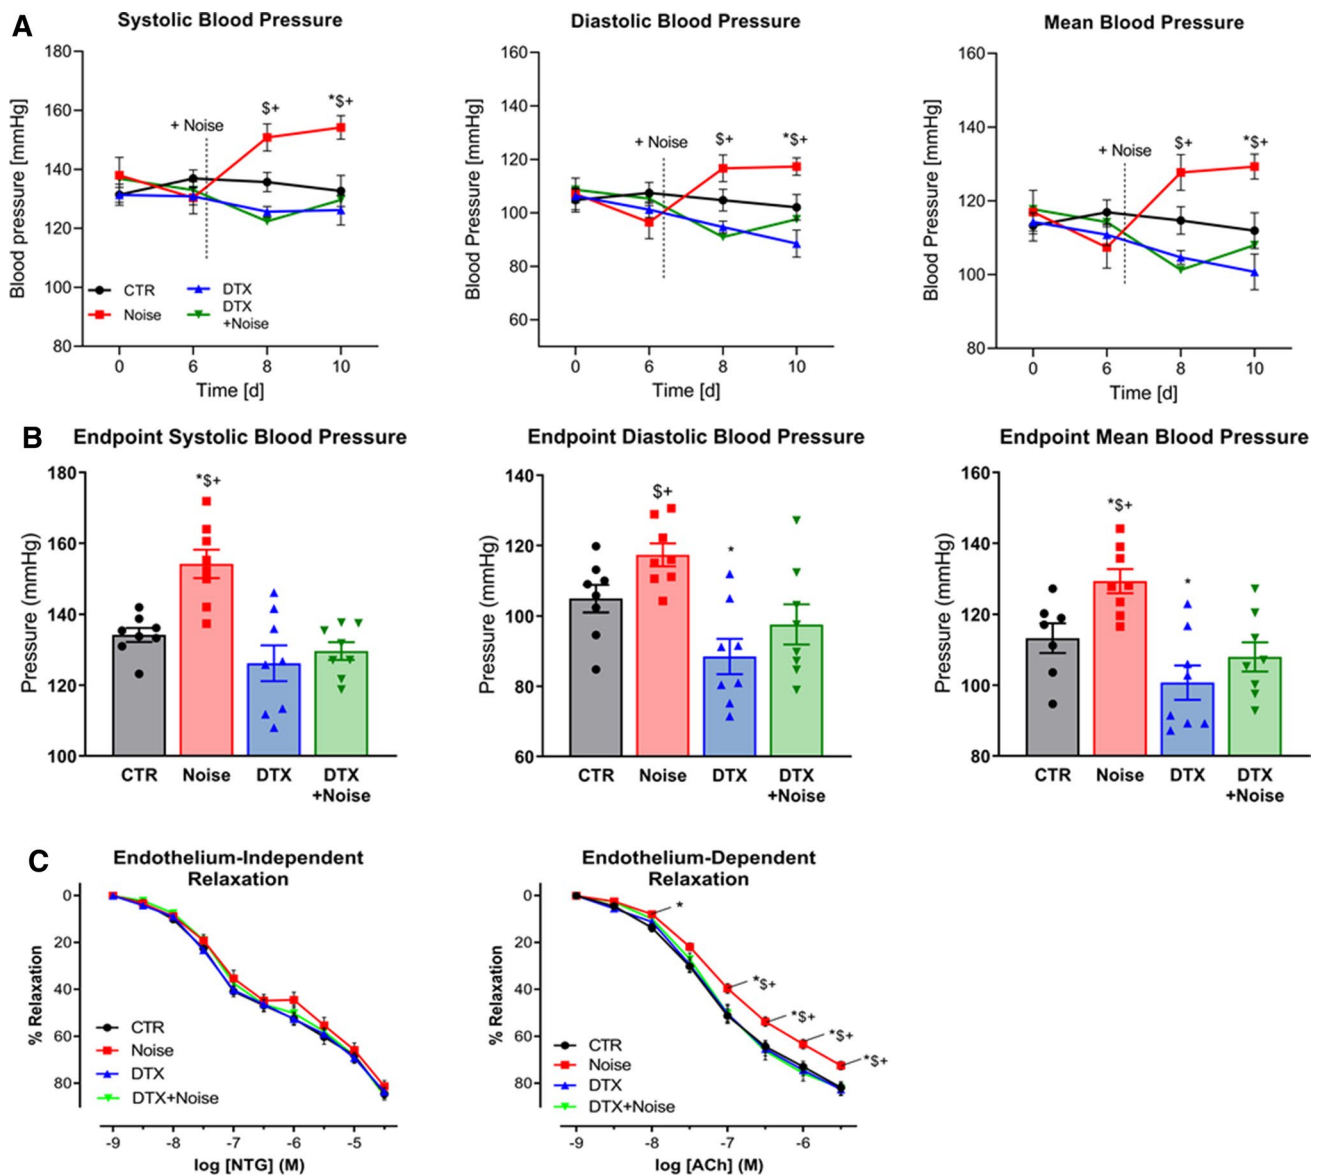 A
Systolic Blood Pressure
Diastolic Blood Pressure
Mean Blood Pressure
180
160
140
120
100
80
Blood pressure [mmHg]
+ Noise
$+
*$+
CTR
Noise
DTX
DTX
+Noise
0
6
8
10
Time [d]
160
140
120
100
80
60
Blood Pressure [mmHg]
+ Noise
$+
*$+
0
6
8
10
Time [d]
160
140
120
100
80
Blood Pressure [mmHg]
+ Noise
$+
*$+
0
6
8
10
Time [d]
B
Endpoint Systolic Blood Pressure
Endpoint Diastolic Blood Pressure
Endpoint Mean Blood Pressure
180
160
140
120
100
Pressure (mmHg)
*$+
CTR
Noise
DTX
DTX
+Noise
140
120
100
80
60
Pressure (mmHg)
$+
*
CTR
Noise
DTX
DTX
+Noise
160
140
120
100
80
Pressure (mmHg)
*$+
*
CTR
Noise
DTX
DTX
+Noise
C
Endothelium-Independent
Relaxation
0
20
40
60
80
% Relaxation
CTR
Noise
DTX
DTX+Noise
-9
-8
-7
-6
-5
log [NTG] (M)
Endothelium-Dependent
Relaxation
0
20
40
60
80
% Relaxation
*
*$+
*$+
*$+
*$+
CTR
Noise
DTX
DTX+Noise
-9
-8
-7
-6
log [ACh] (M)